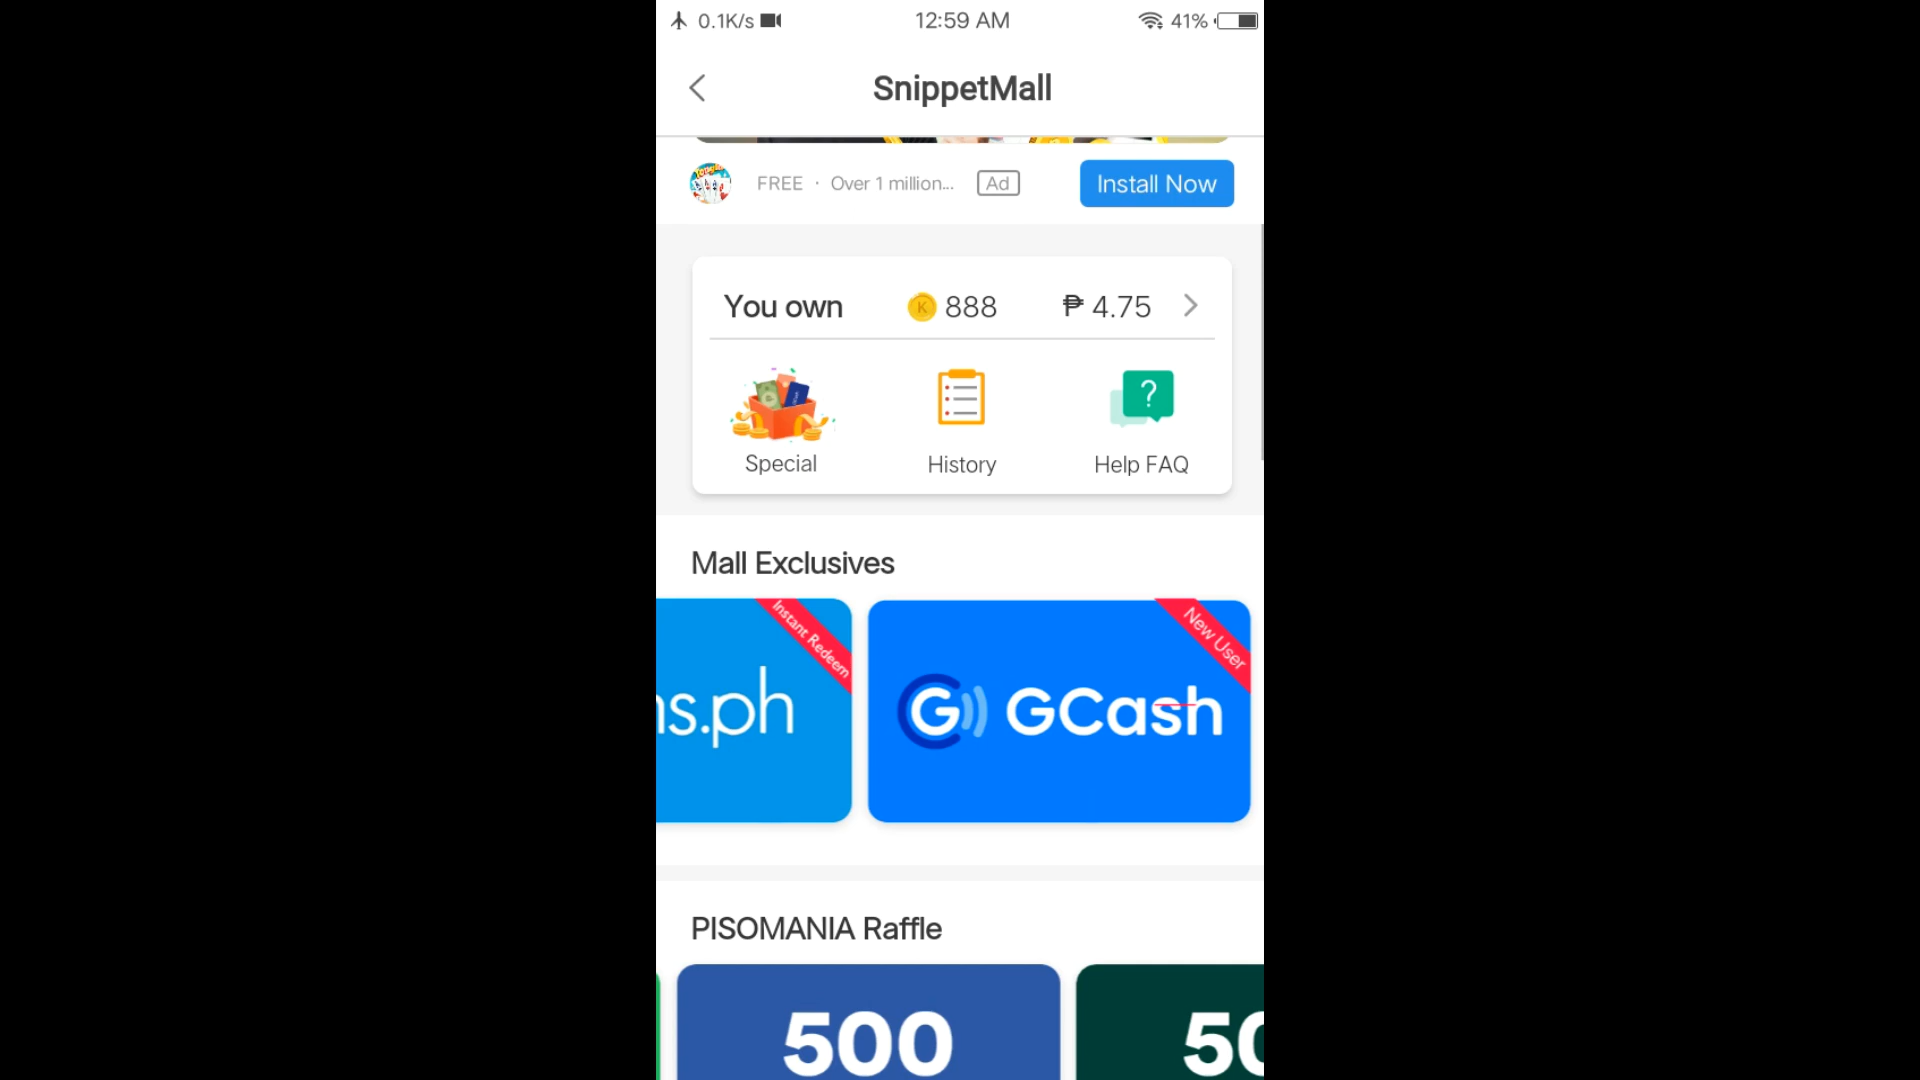 0.1K/s 12:59 AM 41%
SnippetMall
FREE · Over 1 million... Ad Install Now
You own K 888 ₱ 4.75
Special History Help FAQ
Mall Exclusives
Instant Redeem
New User
s.ph
G GCash
PISOMANIA Raffle
500
50